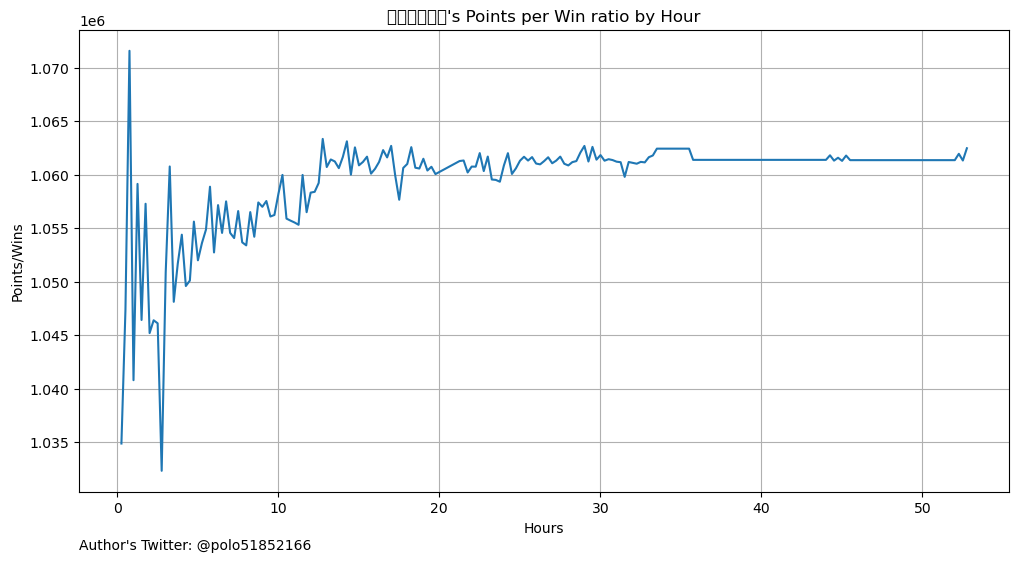 's Points per Win ratio by Hour
1e6
1.070
1.065
1.060
1.055
1.050
1.045
1.040
1.035
Points/Wins
0 10 20 30 40 50
Hours
Author's Twitter: @polo51852166